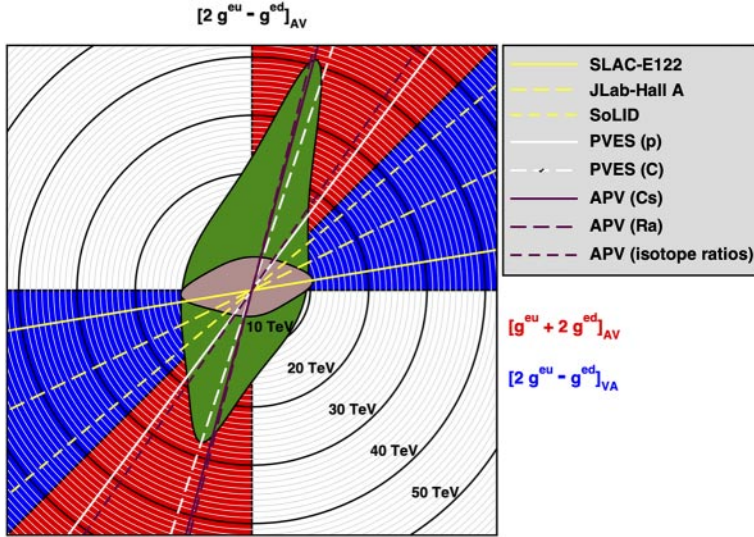 [2 g^eu - g^ed]_AV
SLAC-E122
JLab-Hall A
SoLID
PVES (p)
PVES (C)
APV (Cs)
APV (Ra)
APV (isotope ratios)
10 TeV
20 TeV
30 TeV
40 TeV
50 TeV
[g^eu + 2 g^ed]_AV
[2 g^eu - g^ed]_VA